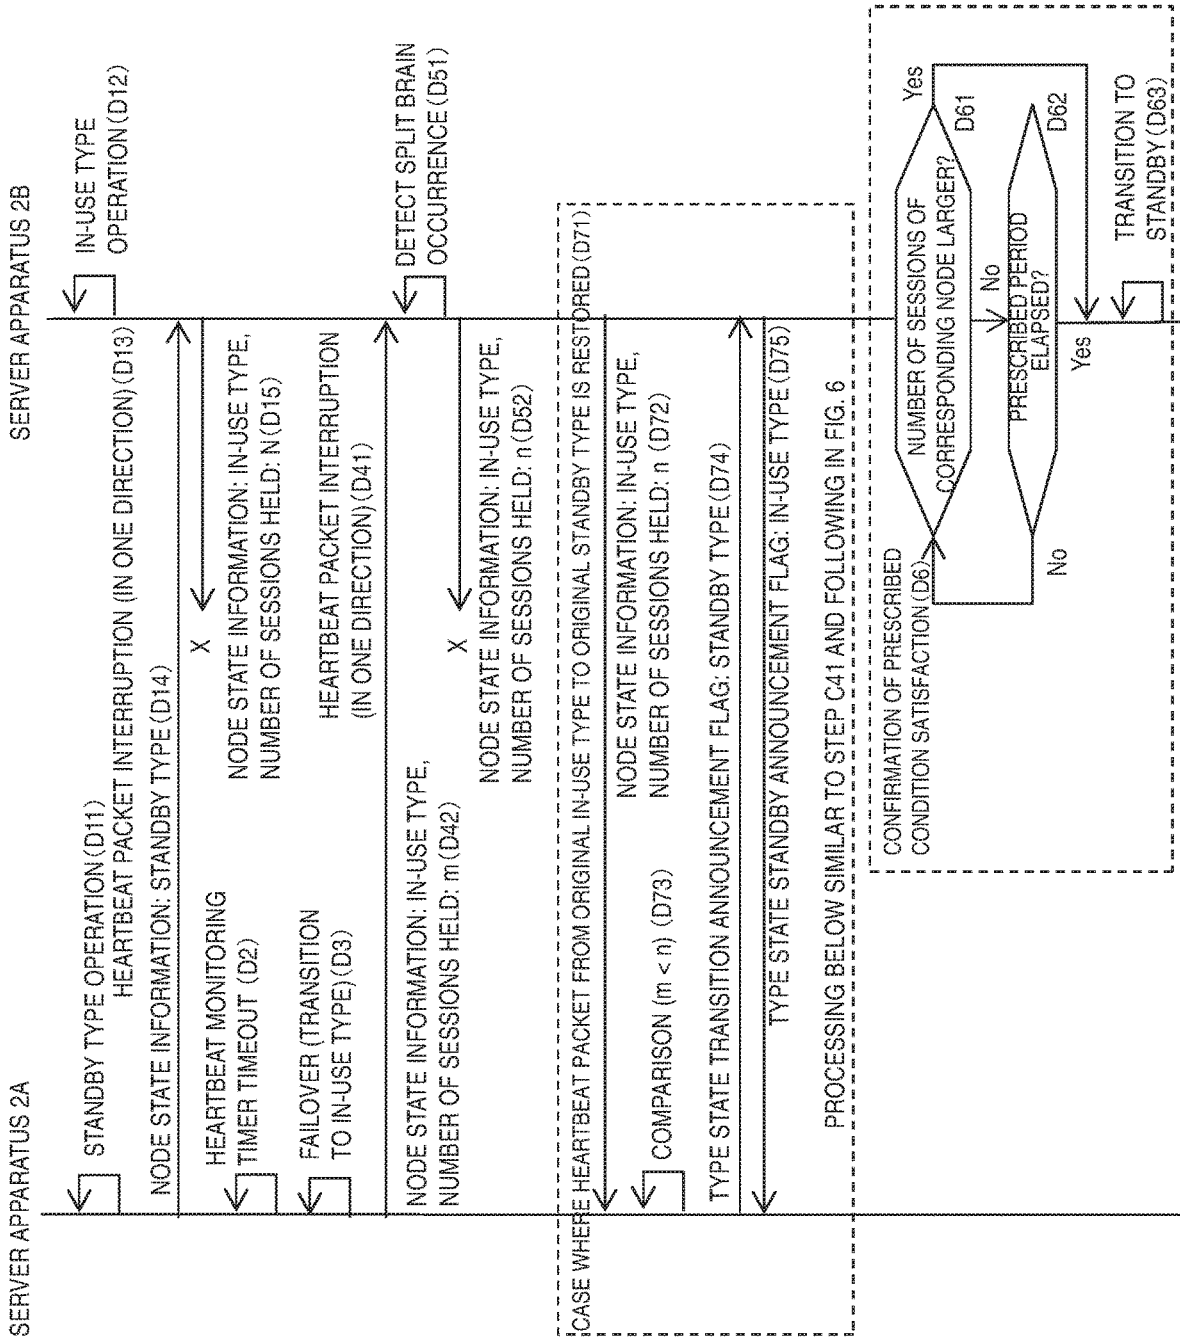 SERVER APPARATUS 2A
SERVER APPARATUS 2B
STANDBY TYPE OPERATION (D11)
IN-USE TYPE
OPERATION (D12)
HEARTBEAT PACKET INTERRUPTION (IN ONE DIRECTION) (D13)
NODE STATE INFORMATION: STANDBY TYPE (D14)
X
NODE STATE INFORMATION: IN-USE TYPE,
NUMBER OF SESSIONS HELD: N (D15)
HEARTBEAT MONITORING
TIMER TIMEOUT (D2)
FAILOVER (TRANSITION
TO IN-USE TYPE) (D3)
HEARTBEAT PACKET INTERRUPTION
(IN ONE DIRECTION) (D41)
NODE STATE INFORMATION: IN-USE TYPE,
NUMBER OF SESSIONS HELD: m (D42)
DETECT SPLIT BRAIN
OCCURRENCE (D51)
X
NODE STATE INFORMATION: IN-USE TYPE,
NUMBER OF SESSIONS HELD: n (D52)
CASE WHERE HEARTBEAT PACKET FROM ORIGINAL IN-USE TYPE TO ORIGINAL STANDBY TYPE IS RESTORED (D71)
NODE STATE INFORMATION: IN-USE TYPE,
NUMBER OF SESSIONS HELD: n (D72)
COMPARISON (m < n) (D73)
TYPE STATE TRANSITION ANNOUNCEMENT FLAG: STANDBY TYPE (D74)
TYPE STATE STANDBY ANNOUNCEMENT FLAG: IN-USE TYPE (D75)
PROCESSING BELOW SIMILAR TO STEP C41 AND FOLLOWING IN FIG. 6
CONFIRMATION OF PRESCRIBED
CONDITION SATISFACTION (D6)
NUMBER OF SESSIONS OF
CORRESPONDING NODE LARGER?
Yes
D61
No
PRESCRIBED PERIOD
ELAPSED?
D62
No
Yes
TRANSITION TO
STANDBY (D63)